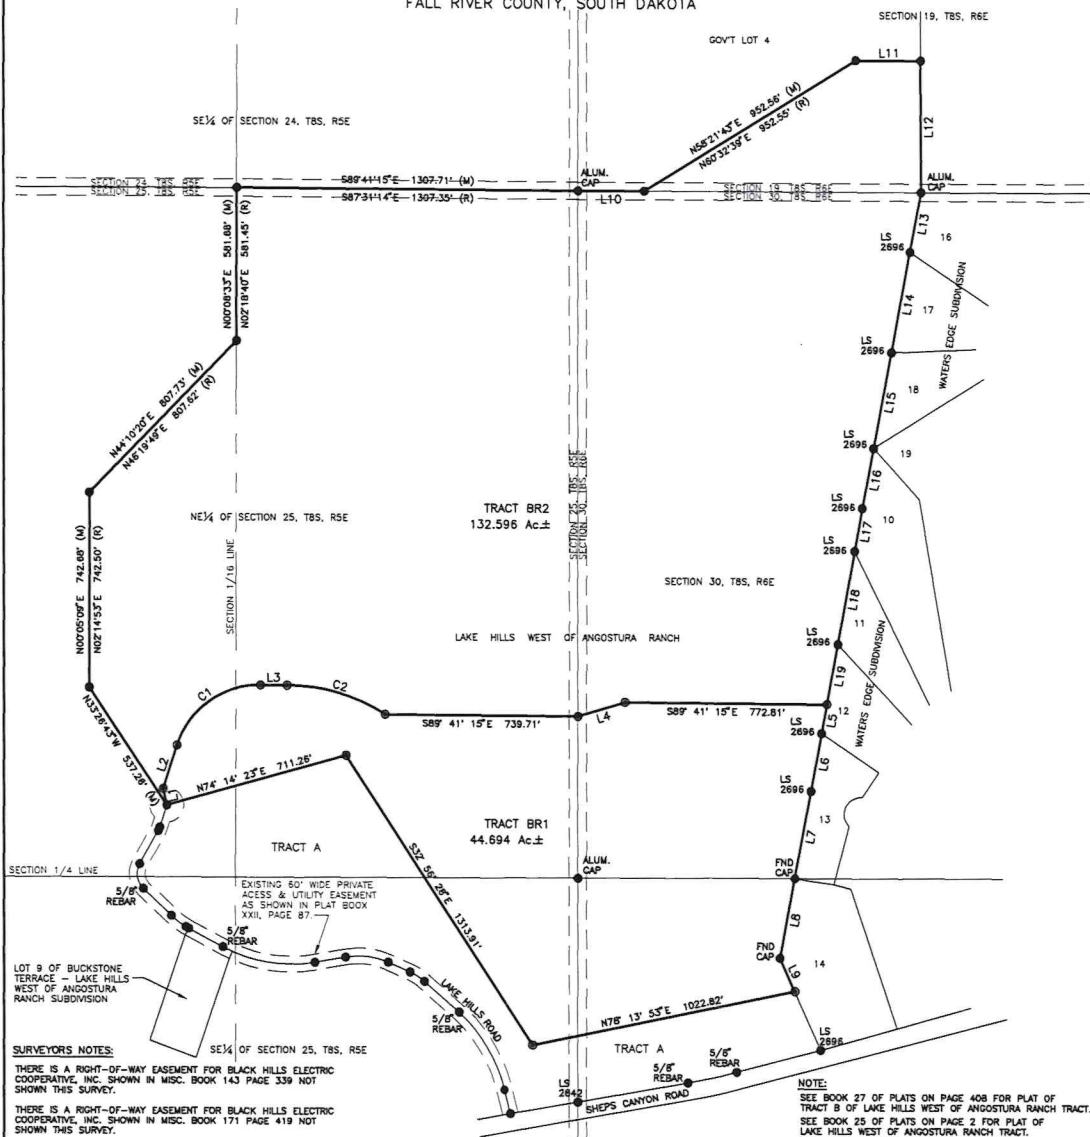 FALL RIVER COUNTY, SOUTH DAKOTA
SECTION 19, T8S, R6E
GOV'T LOT 4
L11
N58°21'43"E 952.56' (M)
N60°32'39"E 952.55' (R)
L12
SE¼ OF SECTION 24, T8S, R5E
SECTION 24, T8S, R5E
SECTION 25, T8S, R5E
S89°41'15"E 1307.71' (M)
S87°31'14"E 1307.35' (R)
ALUM.
CAP
L10
SECTION 19, T8S, R6E
SECTION 30, T8S, R6E
ALUM.
CAP
L13
16
LS
2696
N00°08'33"E 581.68' (M)
N02°18'40"E 581.45' (R)
L14
17
WATERS EDGE SUBDIVISION
LS
2696
18
L15
N44°10'20"E 807.73' (M)
N46°19'49"E 807.62' (R)
LS
2696
19
L16
NE¼ OF SECTION 25, T8S, R5E
TRACT BR2
132.596 Ac.±
SECTION 25, T8S, R5E
SECTION 30, T8S, R6E
LS
2696
10
L17
LS
2696
SECTION 1/16 LINE
N00°05'09"E 742.68' (M)
N02°14'53"E 742.50' (R)
SECTION 30, T8S, R6E
L18
11
LAKE HILLS WEST OF ANGOSTURA RANCH
LS
2696
WATERS EDGE SUBDIVISION
L19
L3
C1
C2
S89° 41' 15"E 739.71'
L4
S89° 41' 15"E 772.81'
12
L5
LS
2696
N33°26'43"W 537.26' (M)
L2
L1
N74° 14' 23"E 711.26'
L6
LS
2696
13
TRACT BR1
44.694 Ac.±
L7
TRACT A
S32° 56' 28"E 1313.91'
SECTION 1/4 LINE
ALUM.
CAP
FND
CAP
5/8"
REBAR
EXISTING 60' WIDE PRIVATE
ACESS & UTILITY EASEMENT
AS SHOWN IN PLAT BOOX
XXII, PAGE 87.
L8
5/8"
REBAR
FND
CAP
14
L9
LOT 9 OF BUCKSTONE
TERRACE – LAKE HILLS
WEST OF ANGOSTURA
RANCH SUBDIVISION
LAKE HILLS ROAD
5/8"
REBAR
N78° 13' 53"E 1022.82'
SE¼ OF SECTION 25, T8S, R5E
TRACT A
LS
2696
5/8"
REBAR
5/8"
REBAR
LS
2642
SHEPS CANYON ROAD
SURVEYORS NOTES:
THERE IS A RIGHT-OF-WAY EASEMENT FOR BLACK HILLS ELECTRIC
COOPERATIVE, INC. SHOWN IN MISC. BOOK 143 PAGE 339 NOT
SHOWN THIS SURVEY.
THERE IS A RIGHT-OF-WAY EASEMENT FOR BLACK HILLS ELECTRIC
COOPERATIVE, INC. SHOWN IN MISC. BOOK 171 PAGE 419 NOT
SHOWN THIS SURVEY.
NOTE:
SEE BOOK 27 OF PLATS ON PAGE 408 FOR PLAT OF
TRACT B OF LAKE HILLS WEST OF ANGOSTURA RANCH TRACT.
SEE BOOK 25 OF PLATS ON PAGE 2 FOR PLAT OF
LAKE HILLS WEST OF ANGOSTURA RANCH TRACT.